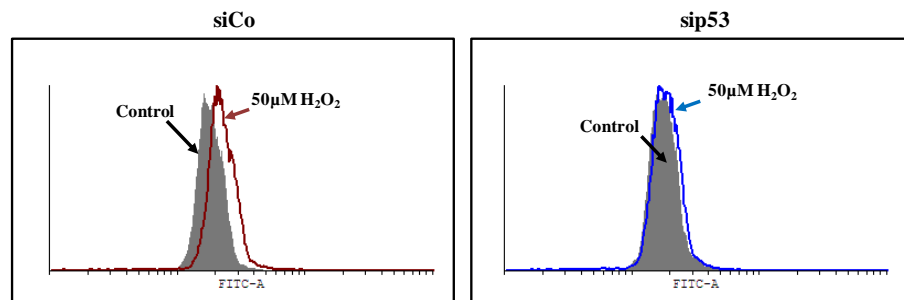 siCo
sip53
50µM H₂O₂
Control
FITC-A
50µM H₂O₂
Control
FITC-A